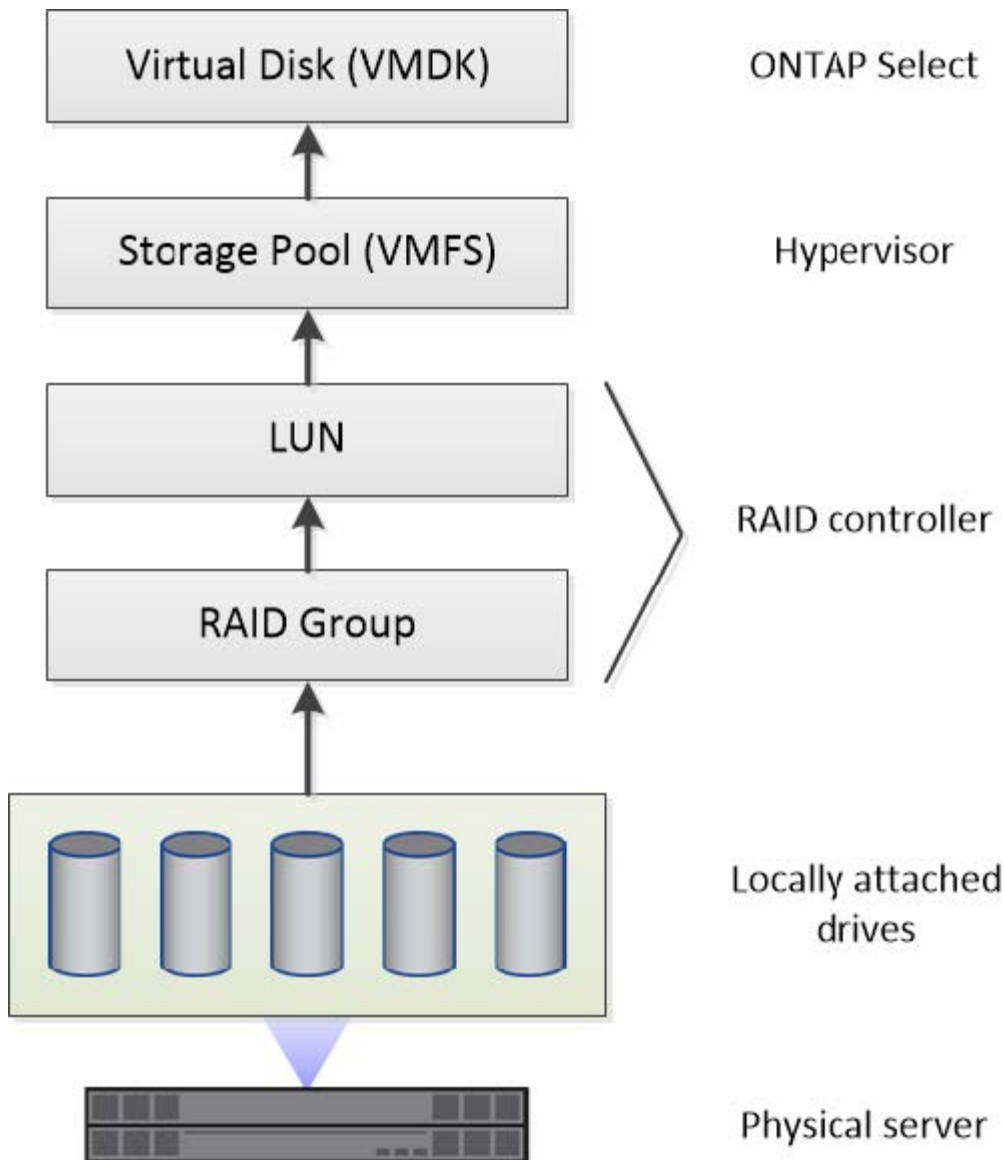 Virtual Disk (VMDK)
ONTAP Select
Storage Pool (VMFS)
Hypervisor
LUN
RAID controller
RAID Group
Locally attached
drives
Physical server